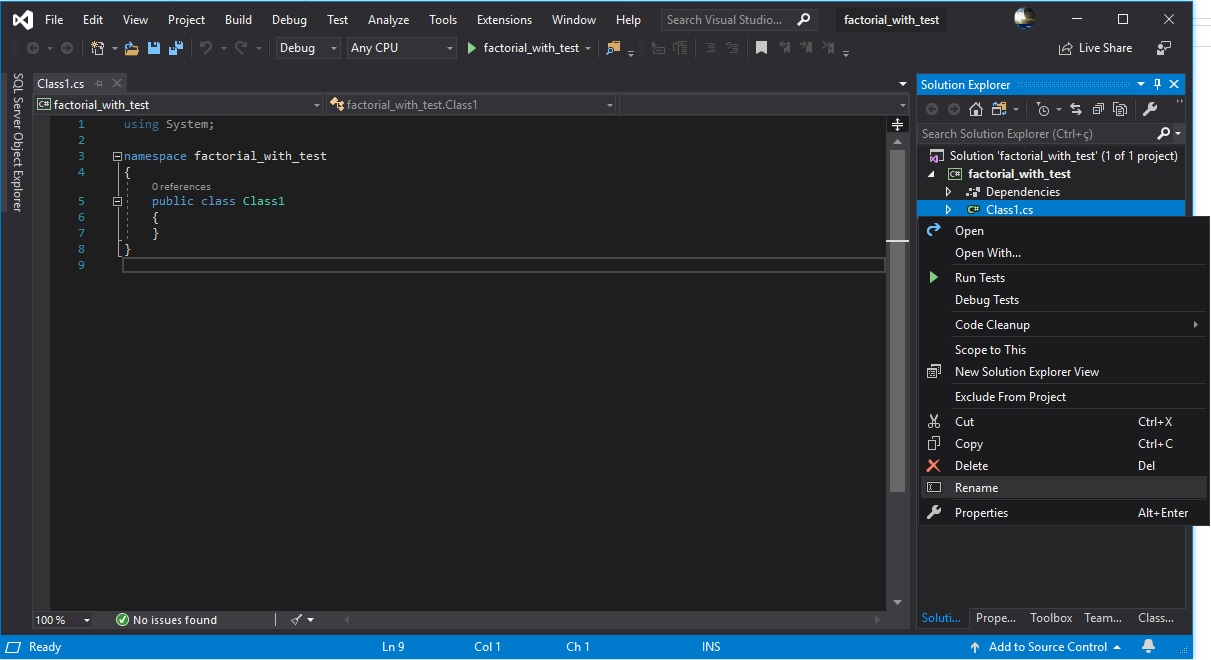 File Edit View Project Build Debug Test Analyze Tools Extensions Window Help Search Visual Studio... factorial_with_test
Debug Any CPU factorial_with_test Live Share
SQL Server Object Explorer
Class1.cs
factorial_with_test factorial_with_test.Class1
1 using System;
2
3 namespace factorial_with_test
4 {
0 references
5 public class Class1
6 {
7 }
8 }
9
100 % No issues found
Solution Explorer
Search Solution Explorer (Ctrl+ç)
Solution 'factorial_with_test' (1 of 1 project)
C# factorial_with_test
Dependencies
C# Class1.cs
Open
Open With...
Run Tests
Debug Tests
Code Cleanup
Scope to This
New Solution Explorer View
Exclude From Project
Cut Ctrl+X
Copy Ctrl+C
Delete Del
Rename
Properties Alt+Enter
Soluti... Prope... Toolbox Team... Class...
Ready Ln 9 Col 1 Ch 1 INS Add to Source Control